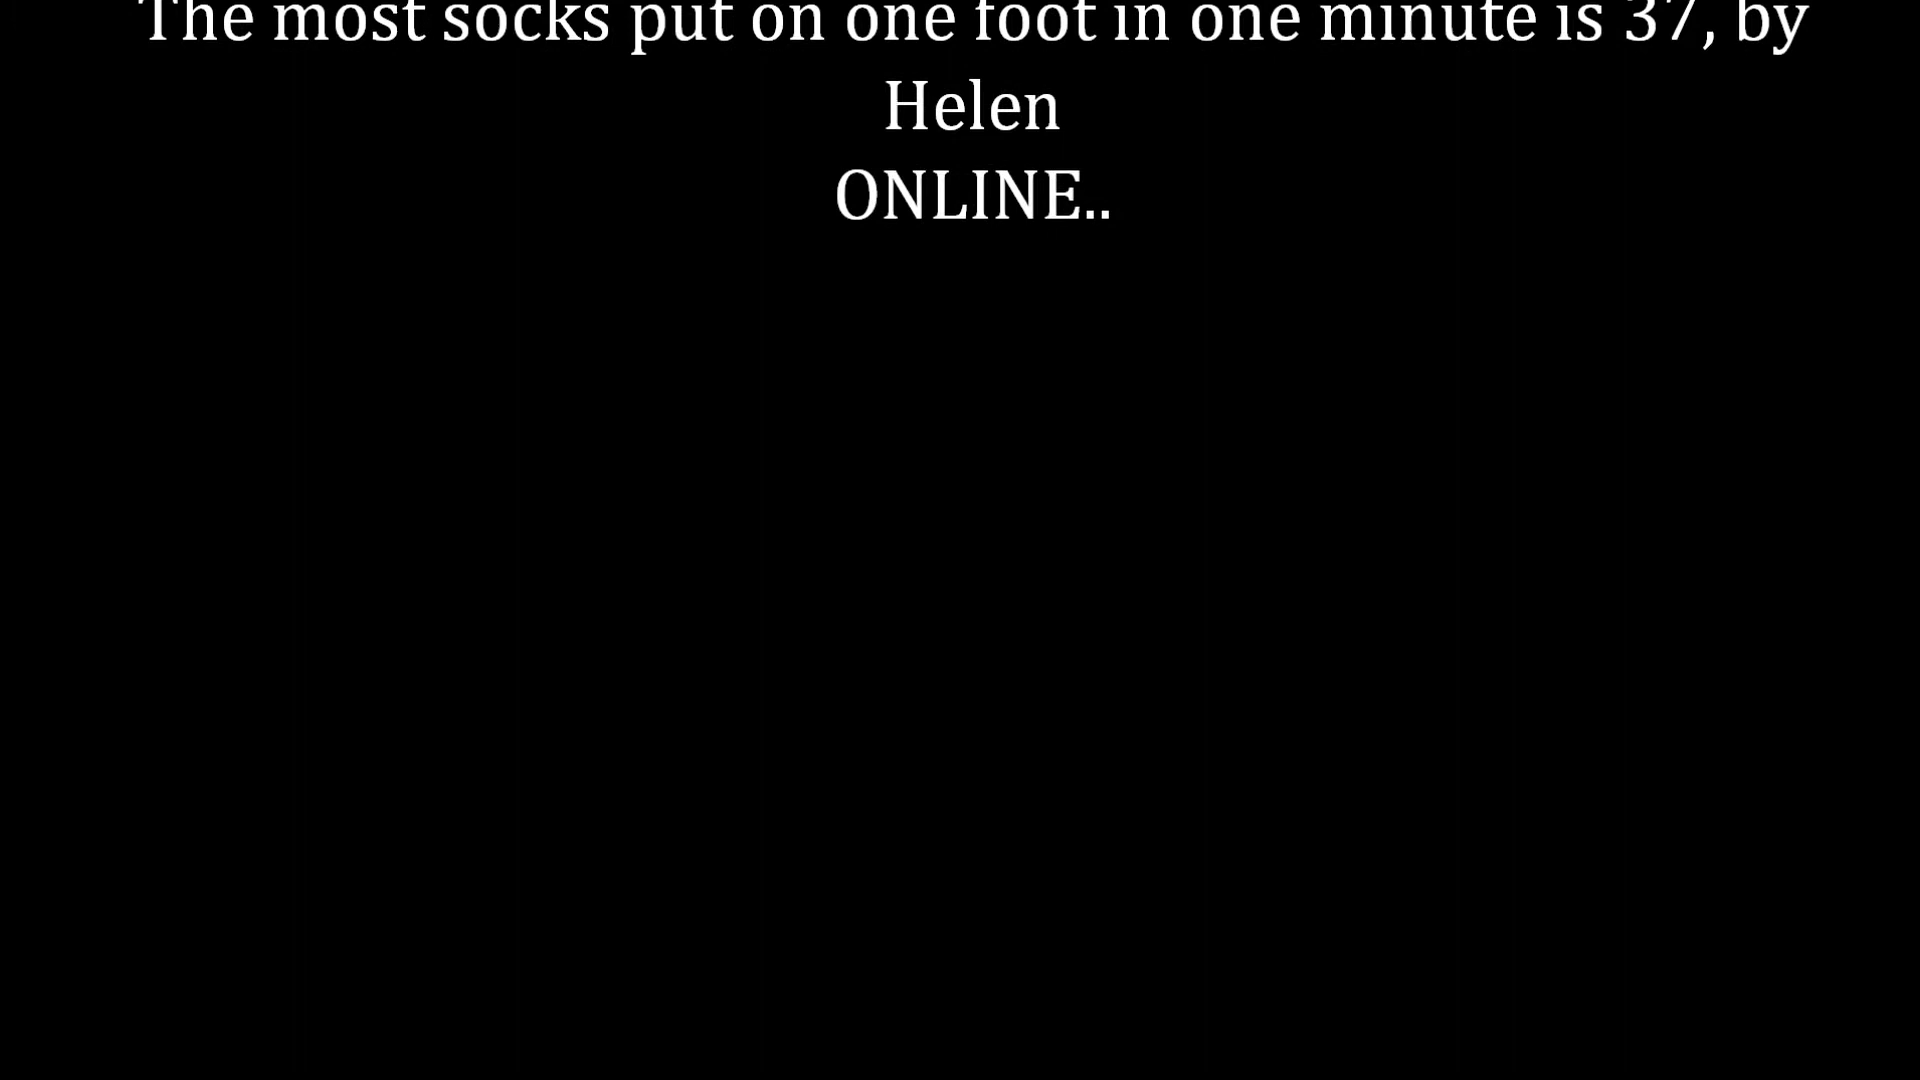 The most socks put on one foot in one minute is 37, by
Helen
ONLINE..